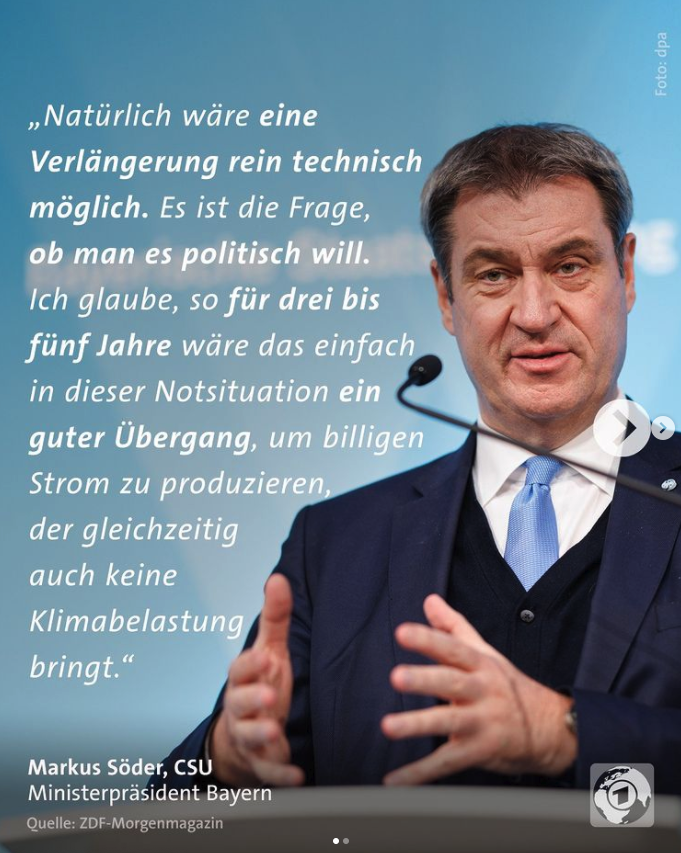 Foto: dpa
„Natürlich wäre eine
Verlängerung rein technisch
möglich. Es ist die Frage,
ob man es politisch will.
Ich glaube, so für drei bis
fünf Jahre wäre das einfach
in dieser Notsituation ein
guter Übergang, um billigen
Strom zu produzieren,
der gleichzeitig
auch keine
Klimabelastung
bringt.“
Markus Söder, CSU
Ministerpräsident Bayern
Quelle: ZDF-Morgenmagazin
1